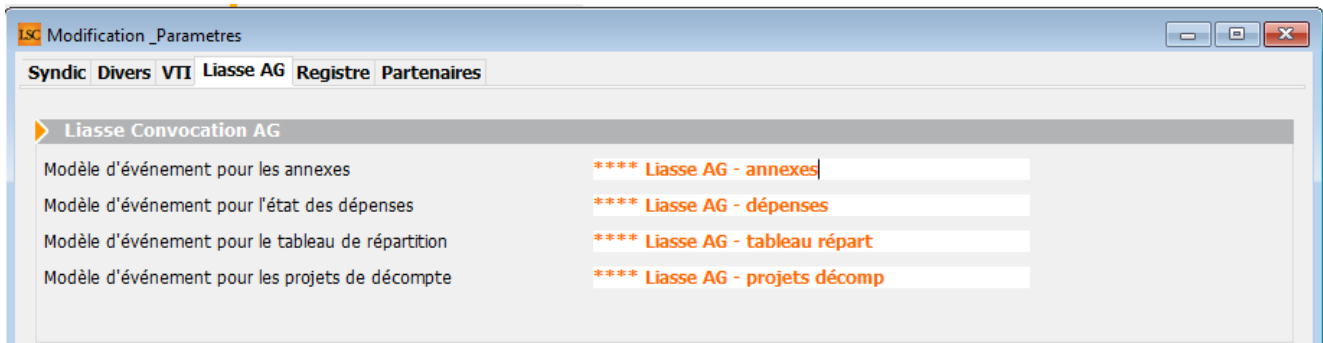 LSC Modification _Parametres
Syndic Divers VTI Liasse AG Registre Partenaires
Liasse Convocation AG
Modèle d'événement pour les annexes **** Liasse AG - annexes
Modèle d'événement pour l'état des dépenses **** Liasse AG - dépenses
Modèle d'événement pour le tableau de répartition **** Liasse AG - tableau répart
Modèle d'événement pour les projets de décompte **** Liasse AG - projets décomp